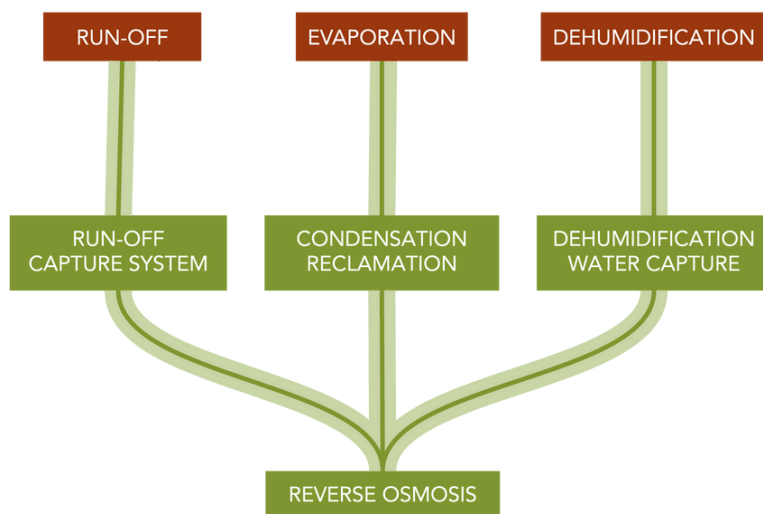 RUN-OFF
EVAPORATION
DEHUMIDIFICATION
RUN-OFF
CAPTURE SYSTEM
CONDENSATION
RECLAMATION
DEHUMIDIFICATION
WATER CAPTURE
REVERSE OSMOSIS